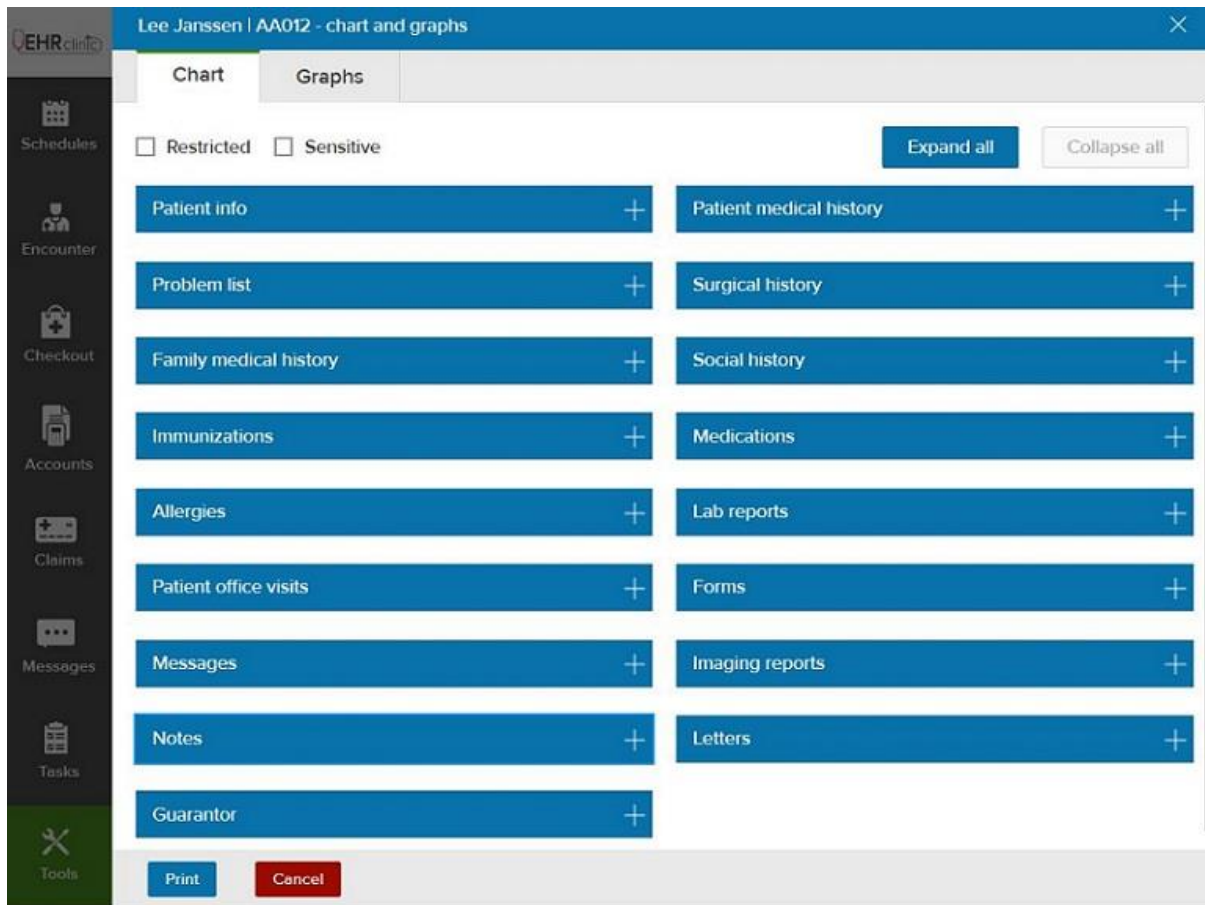 EHR clinic
Lee Janssen | AA012 - chart and graphs
Chart Graphs
Restricted Sensitive Expand all Collapse all
Schedules
Encounter
Checkout
Accounts
Claims
Messages
Tasks
Tools
Patient info
Patient medical history
Problem list
Surgical history
Family medical history
Social history
Immunizations
Medications
Allergies
Lab reports
Patient office visits
Forms
Messages
Imaging reports
Notes
Letters
Guarantor
Print Cancel